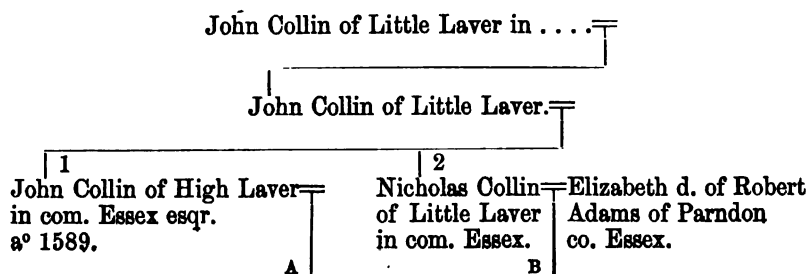 John Collin of Little Laver in . . . .
John Collin of Little Laver.
1
John Collin of High Laver
in com. Essex esqr.
aº 1589.
A
2
Nicholas Collin
of Little Laver
in com. Essex.
B
Elizabeth d. of Robert
Adams of Parndon
co. Essex.